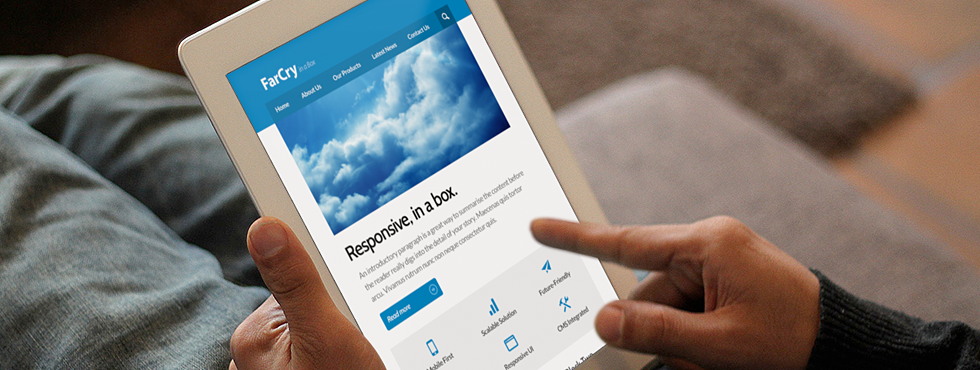 FarCry in a Box
Home About Us Our Products Latest News Contact Us
Responsive, in a box.
An introductory paragraph is a great way to summarise the content before
the reader really digs into the detail of your story. Maecenas quis tortor
arcu. Vivamus rutrum nunc non neque consectetur quis.
Read more
Mobile First
Scalable Solution
Future-Friendly
Responsive UI
CMS Integrated